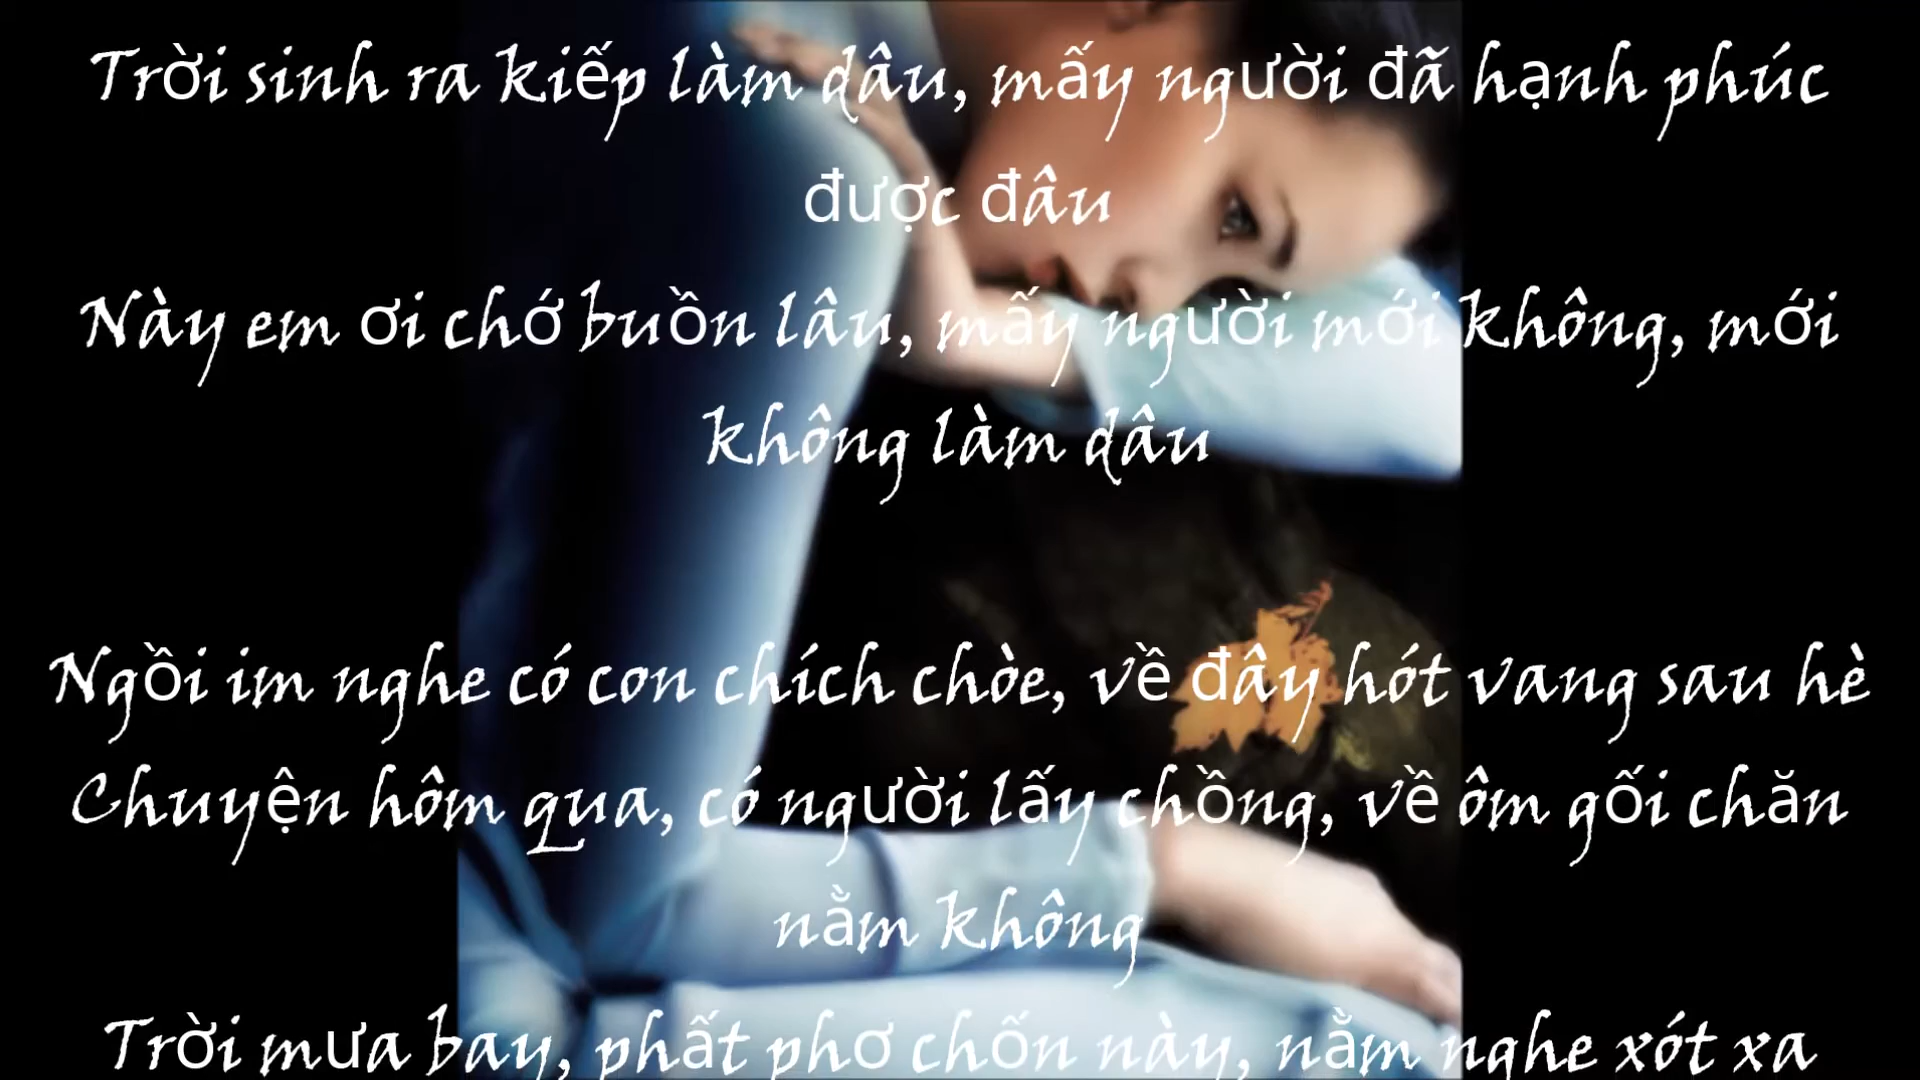 Trời sinh ra kiếp làm dâu, mấy người đã hạnh phúc
được đâu
Này em ơi chớ buồn lâu, mấy người mới không, mới
không làm dâu
Ngồi im nghe có con chích chòe, về đây hót vang sau hè
Chuyện hôm qua, có người lấy chồng, về ôm gối chăn
nằm không
Trời mưa bay, phất phơ chốn này, nằm nghe xót xa